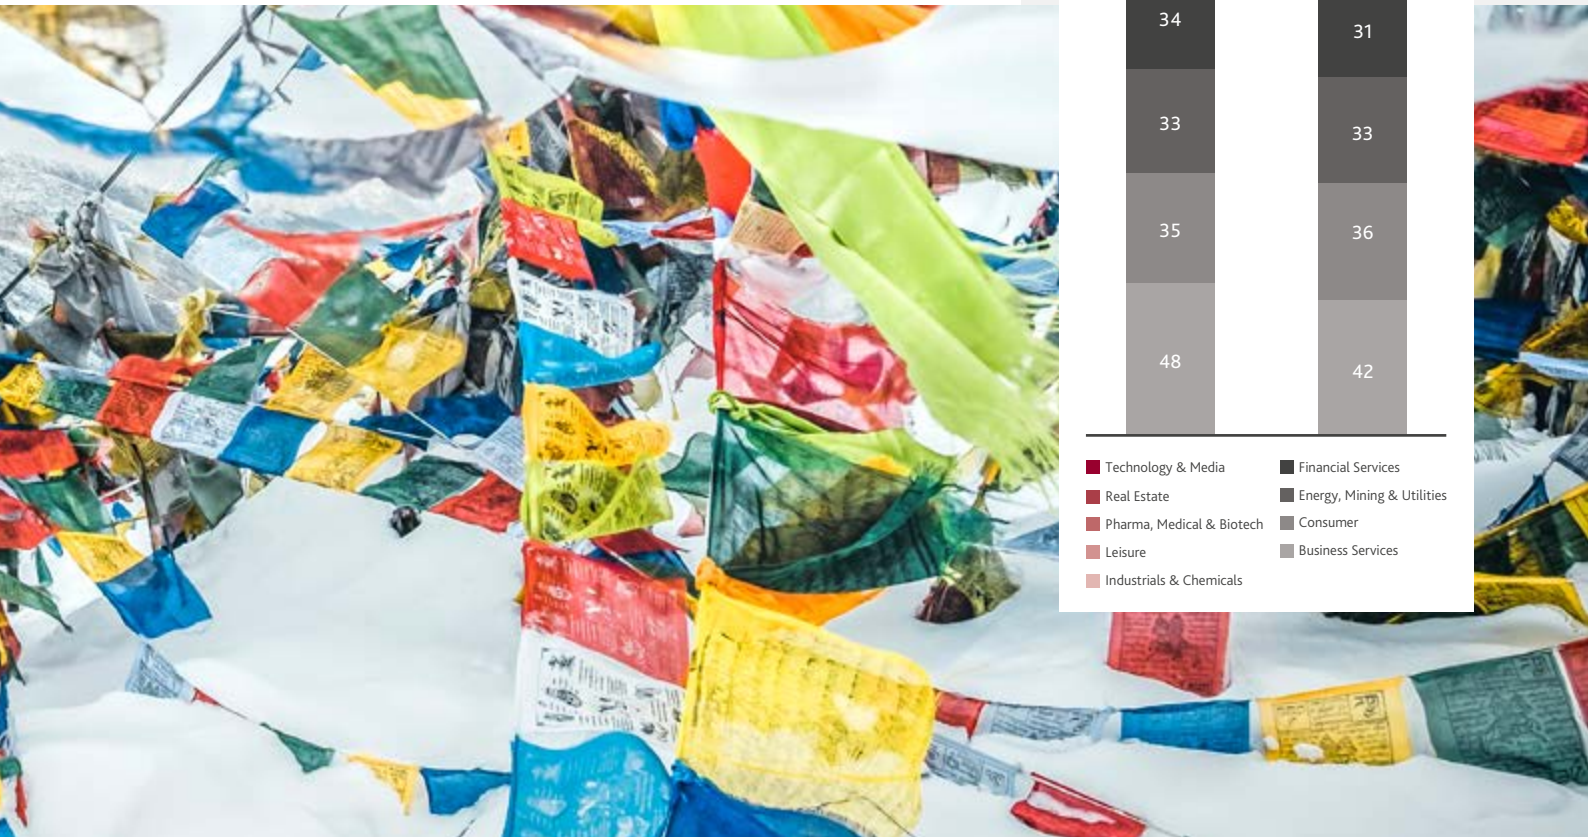 34
31
33
33
35
36
48
42
Technology & Media
Real Estate
Pharma, Medical & Biotech
Leisure
Industrials & Chemicals
Financial Services
Energy, Mining & Utilities
Consumer
Business Services